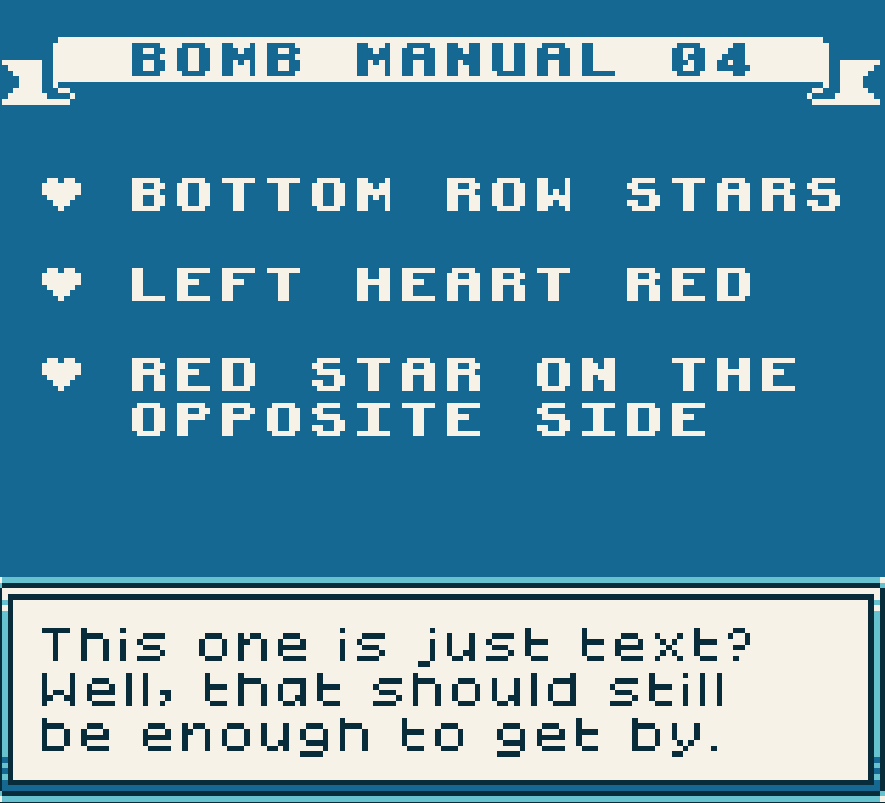 BOMB MANUAL 04
BOTTOM ROW STARS
LEFT HEART RED
RED STAR ON THE
OPPOSITE SIDE
This one is just text?
Well, that should still
be enough to get by.